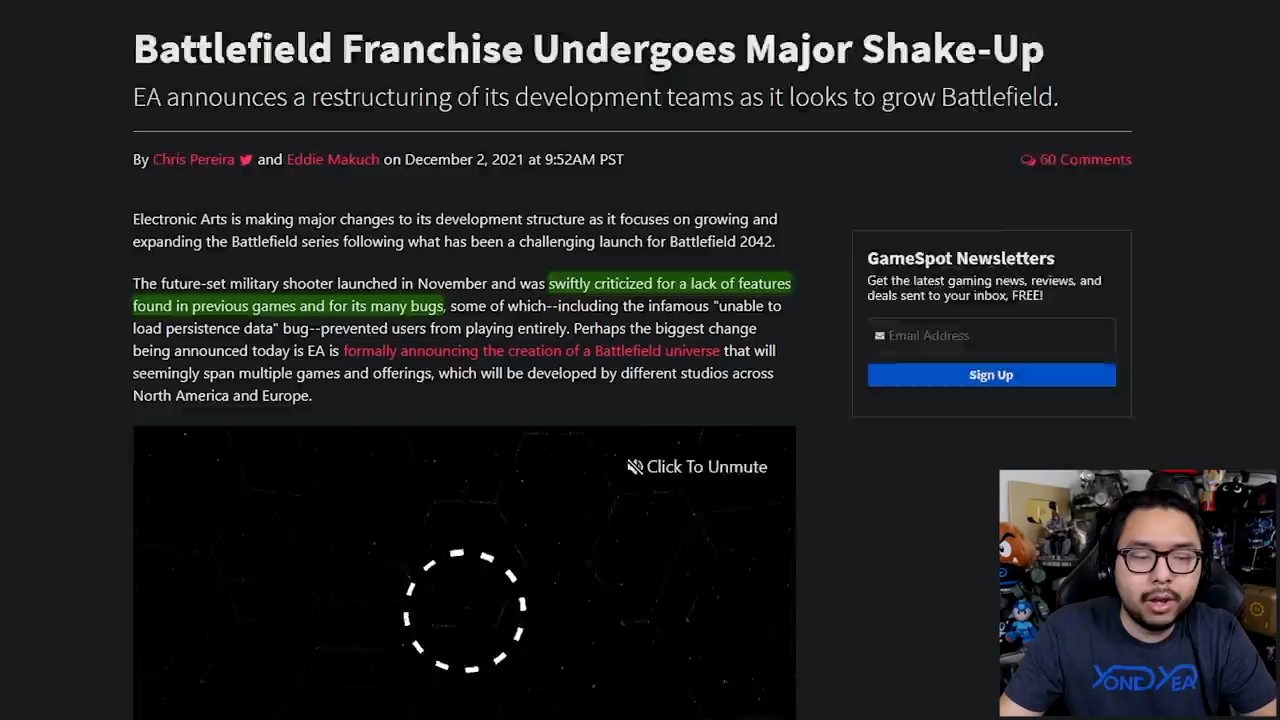 Battlefield Franchise Undergoes Major Shake-Up
EA announces a restructuring of its development teams as it looks to grow Battlefield.
By Chris Pereira and Eddie Makuch on December 2, 2021 at 9:52AM PST
60 Comments
Electronic Arts is making major changes to its development structure as it focuses on growing and
expanding the Battlefield series following what has been a challenging launch for Battlefield 2042.
The future-set military shooter launched in November and was swiftly criticized for a lack of features
found in previous games and for its many bugs, some of which--including the infamous "unable to
load persistence data" bug--prevented users from playing entirely. Perhaps the biggest change
being announced today is EA is formally announcing the creation of a Battlefield universe that will
seemingly span multiple games and offerings, which will be developed by different studios across
North America and Europe.
GameSpot Newsletters
Get the latest gaming news, reviews, and
deals sent to your inbox, FREE!
Email Address
Sign Up
Click To Unmute
YONGYEA